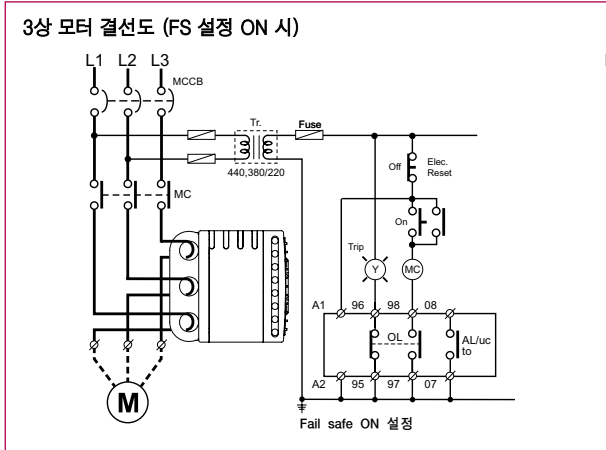 3상 모터 결선도 (FS 설정 ON 시)
L1 L2 L3
MCCB
Tr.
Fuse
440,380/220
Off
Elec.
Reset
MC
On
Trip
Y
MC
A1 96 98 08
OL
AL/uc
to
A2 95 97 07
M
Fail safe ON 설정